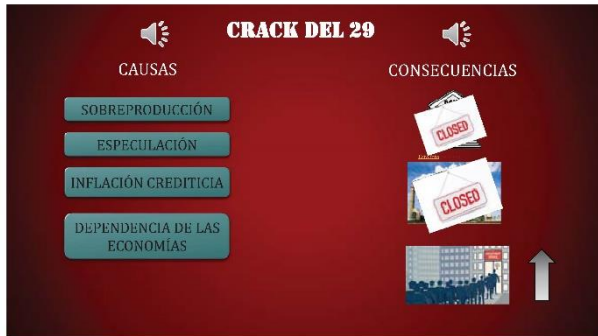 CRACK DEL 29
CAUSAS
CONSECUENCIAS
SOBREPRODUCCIÓN
ESPECULACIÓN
INFLACIÓN CREDITICIA
DEPENDENCIA DE LAS
ECONOMÍAS
CLOSED
CLOSED